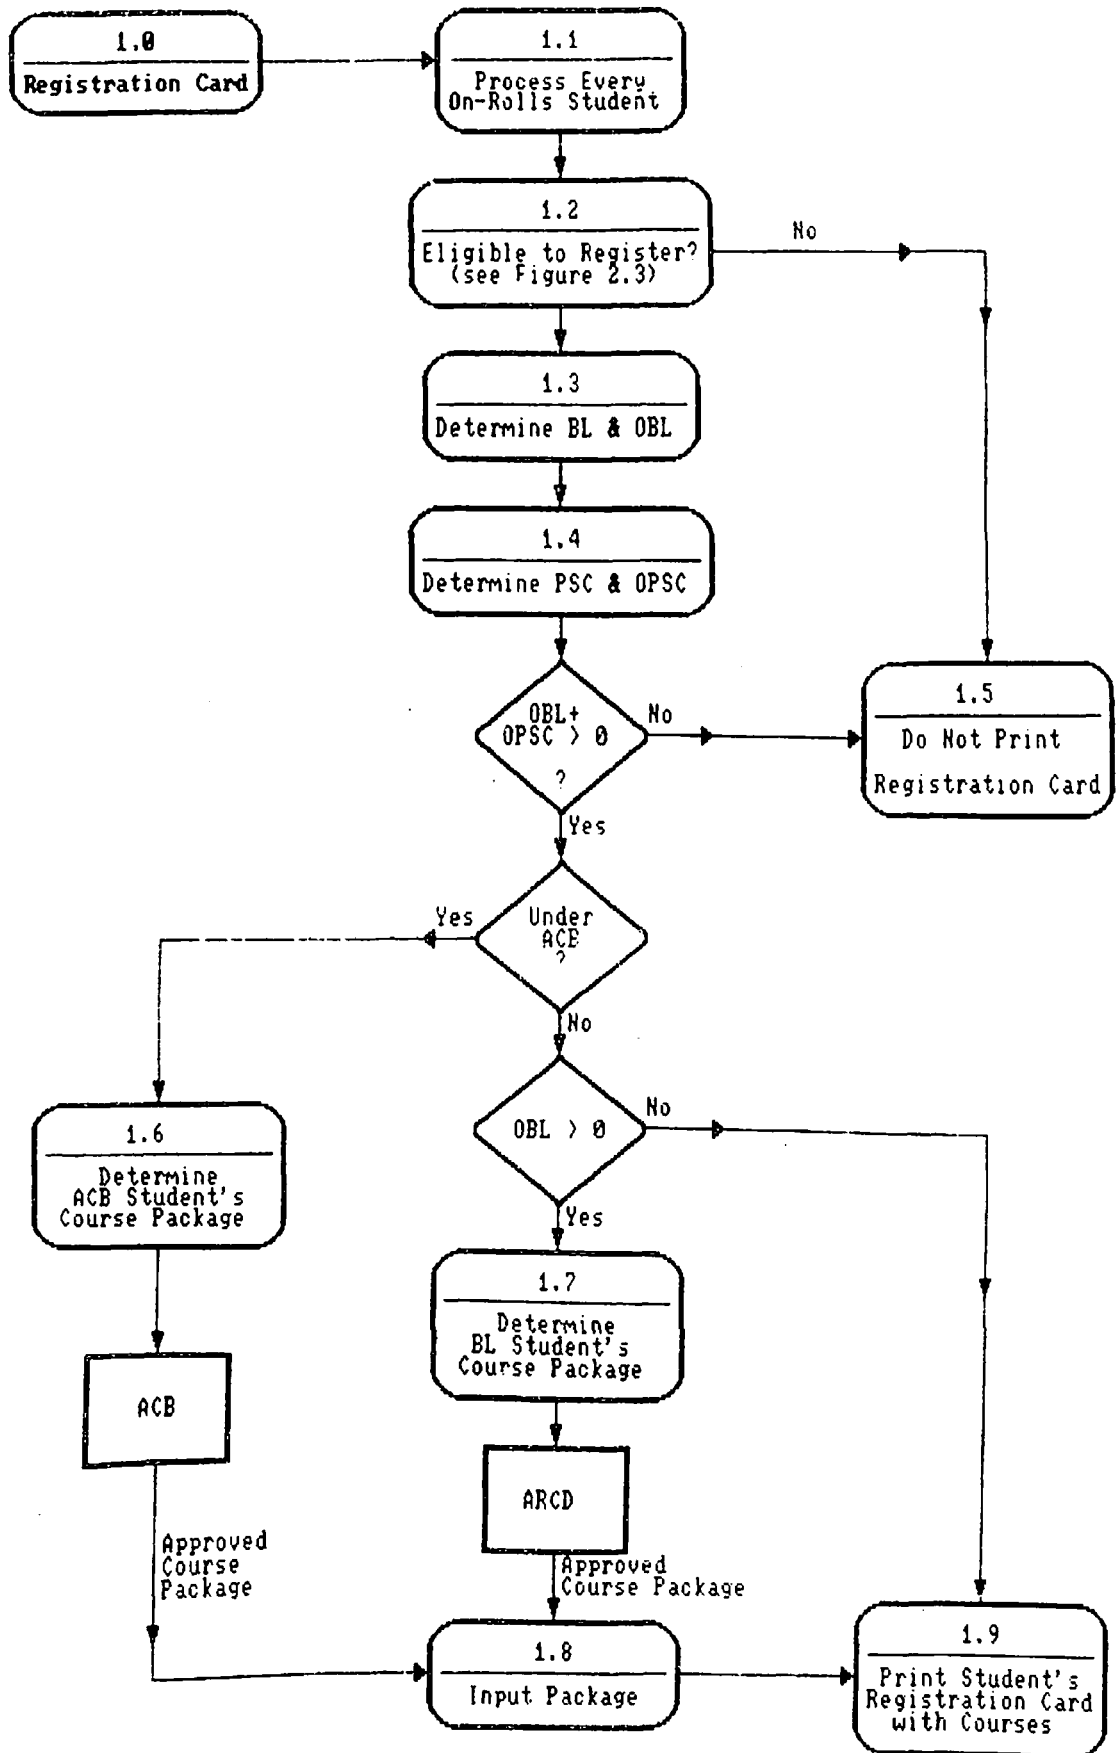 1.0
Registration Card
1.1
Process Every
On-Rolls Student
1.2
Eligible to Register?
(see Figure 2.3)
No
1.3
Determine BL & OBL
1.4
Determine PSC & OPSC
OBL+
OPSC > 0
?
No
1.5
Do Not Print
Registration Card
Yes
Under
ACB
?
Yes
No
OBL > 0
No
1.6
Determine
ACB Student's
Course Package
Yes
1.7
Determine
BL Student's
Course Package
ACB
ARCD
Approved
Course
Package
Approved
Course Package
1.8
Input Package
1.9
Print Student's
Registration Card
with Courses